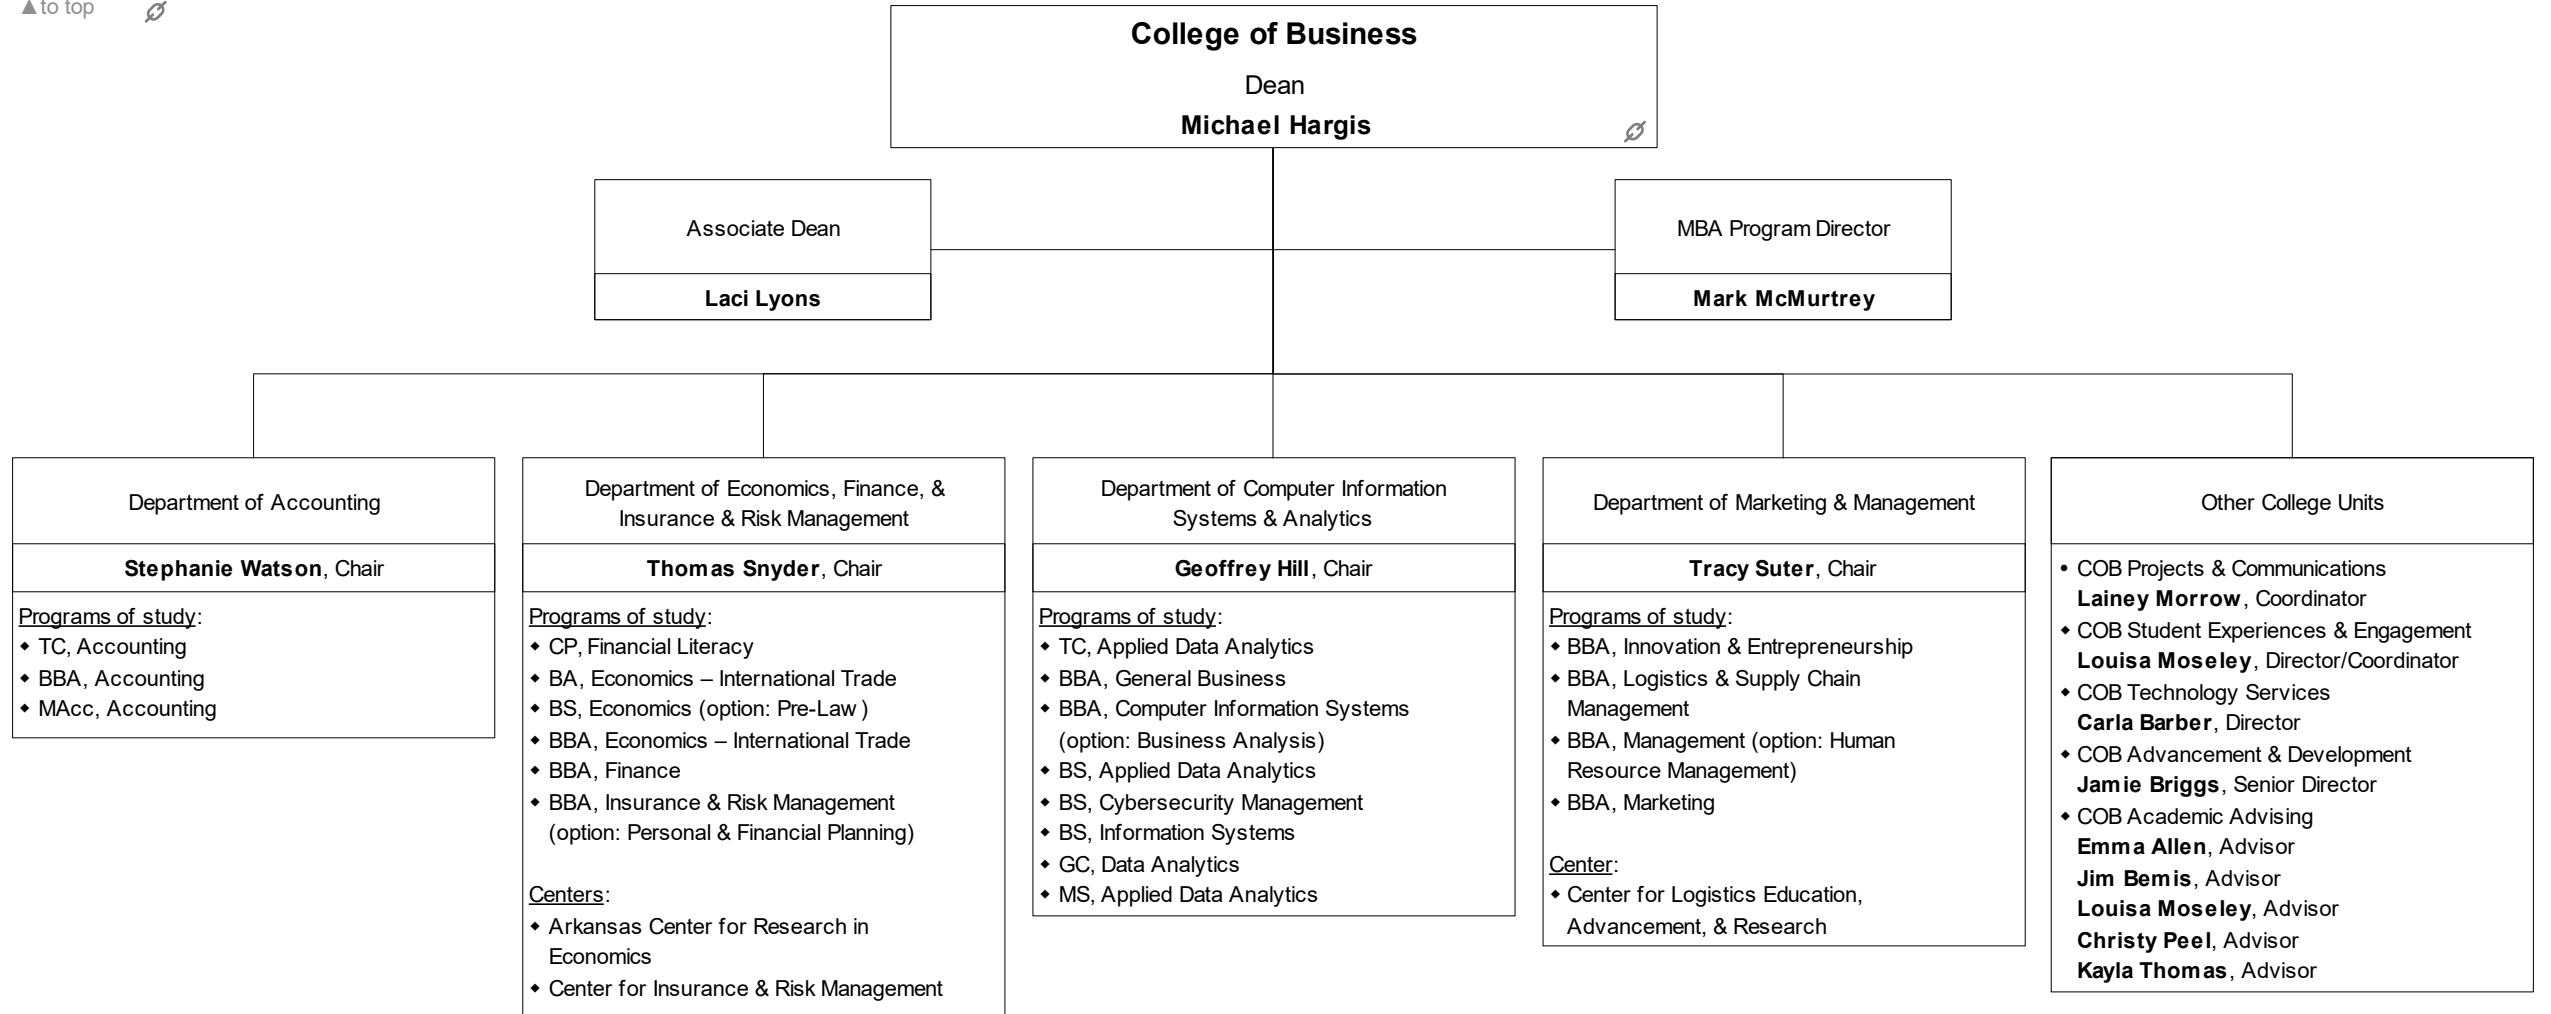 ▲to top
College of Business
Dean
Michael Hargis
Associate Dean
Laci Lyons
MBA Program Director
Mark McMurtrey
Department of Accounting
Stephanie Watson, Chair
Programs of study:
◆ TC, Accounting
◆ BBA, Accounting
◆ MAcc, Accounting
Department of Economics, Finance, &
Insurance & Risk Management
Thomas Snyder, Chair
Programs of study:
◆ CP, Financial Literacy
◆ BA, Economics – International Trade
◆ BS, Economics (option: Pre-Law)
◆ BBA, Economics – International Trade
◆ BBA, Finance
◆ BBA, Insurance & Risk Management
(option: Personal & Financial Planning)
Centers:
◆ Arkansas Center for Research in
Economics
◆ Center for Insurance & Risk Management
Department of Computer Information
Systems & Analytics
Geoffrey Hill, Chair
Programs of study:
◆ TC, Applied Data Analytics
◆ BBA, General Business
◆ BBA, Computer Information Systems
(option: Business Analysis)
◆ BS, Applied Data Analytics
◆ BS, Cybersecurity Management
◆ BS, Information Systems
◆ GC, Data Analytics
◆ MS, Applied Data Analytics
Department of Marketing & Management
Tracy Suter, Chair
Programs of study:
◆ BBA, Innovation & Entrepreneurship
◆ BBA, Logistics & Supply Chain
Management
◆ BBA, Management (option: Human
Resource Management)
◆ BBA, Marketing
Center:
◆ Center for Logistics Education,
Advancement, & Research
Other College Units
• COB Projects & Communications
Lainey Morrow, Coordinator
◆ COB Student Experiences & Engagement
Louisa Moseley, Director/Coordinator
◆ COB Technology Services
Carla Barber, Director
◆ COB Advancement & Development
Jamie Briggs, Senior Director
◆ COB Academic Advising
Emma Allen, Advisor
Jim Bemis, Advisor
Louisa Moseley, Advisor
Christy Peel, Advisor
Kayla Thomas, Advisor